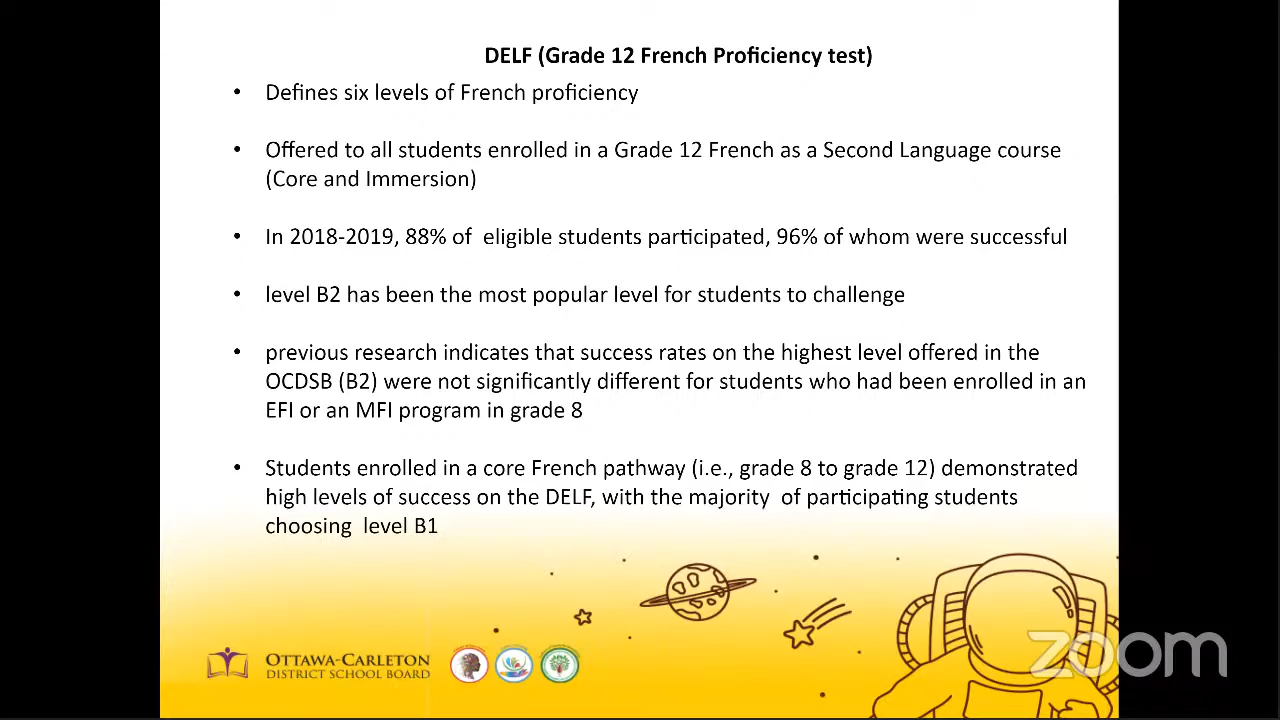 DELF (Grade 12 French Proficiency test)
• Defines six levels of French proficiency
• Offered to all students enrolled in a Grade 12 French as a Second Language course
(Core and Immersion)
• In 2018-2019, 88% of eligible students participated, 96% of whom were successful
• level B2 has been the most popular level for students to challenge
• previous research indicates that success rates on the highest level offered in the
OCDSB (B2) were not significantly different for students who had been enrolled in an
EFI or an MFI program in grade 8
• Students enrolled in a core French pathway (i.e., grade 8 to grade 12) demonstrated
high levels of success on the DELF, with the majority of participating students
choosing level B1
OTTAWA-CARLETON
DISTRICT SCHOOL BOARD
zoom